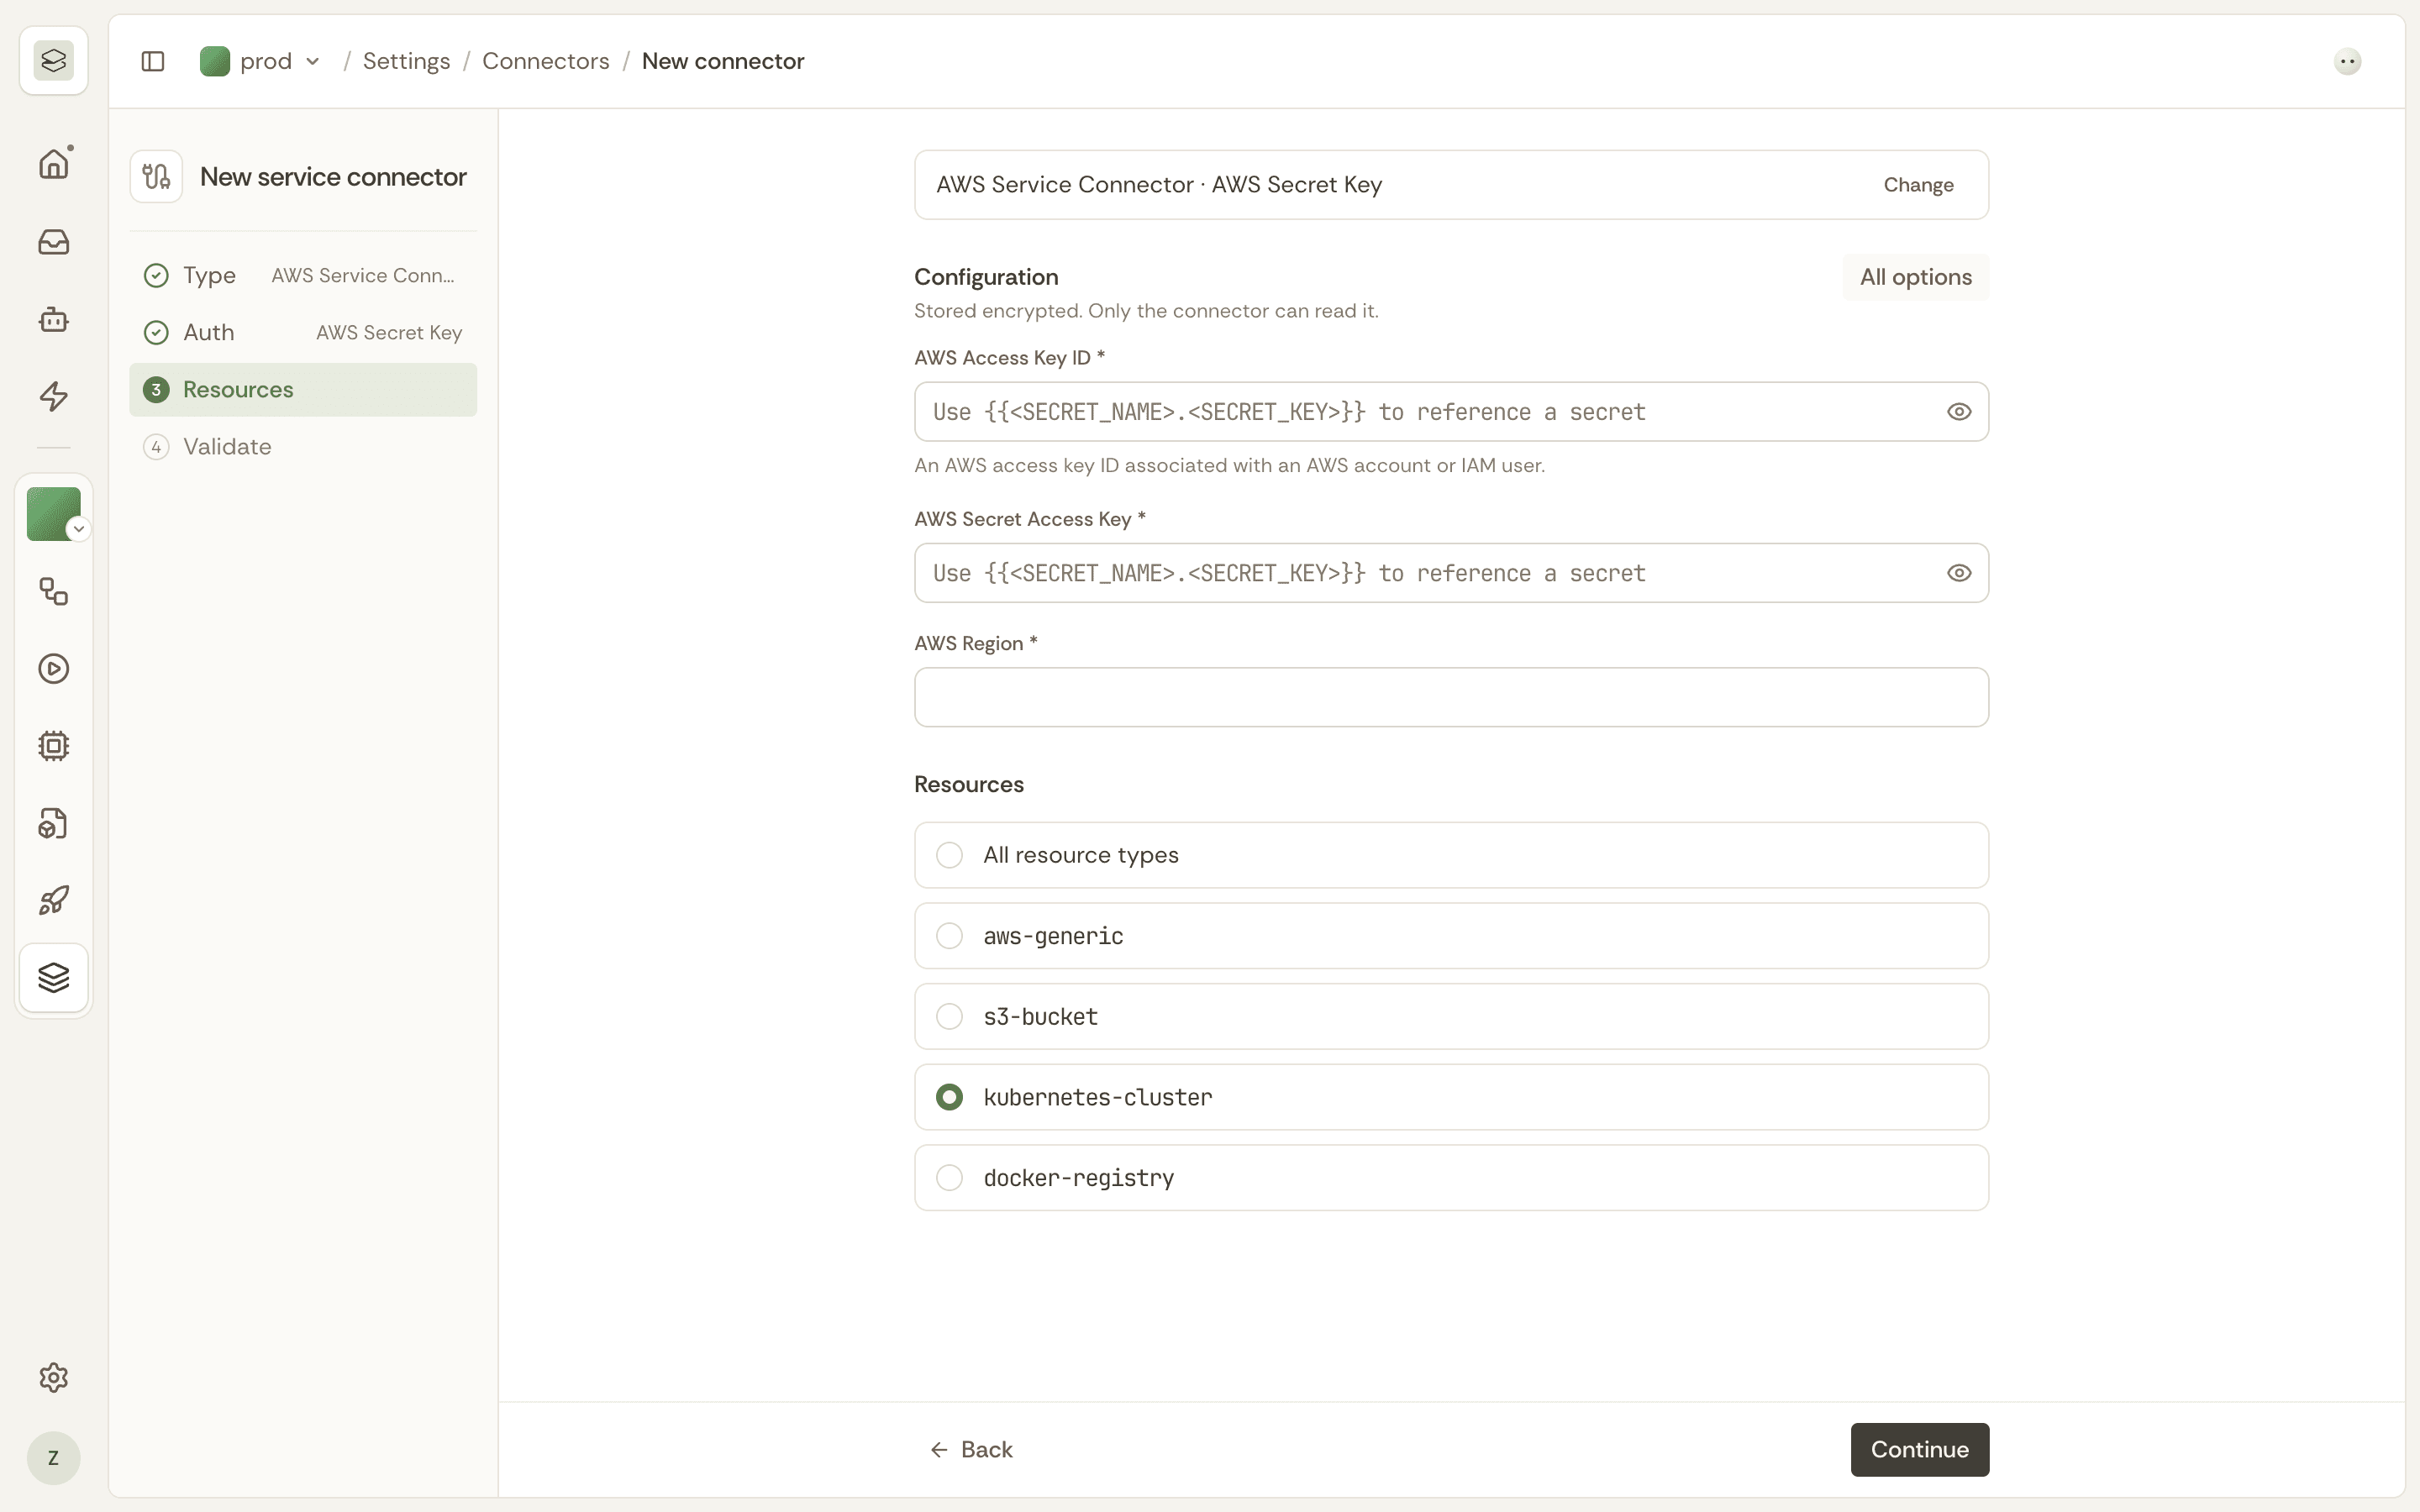 prod / Settings / Connectors / New connector
New service connector
Type AWS Service Conn...
Auth AWS Secret Key
3 Resources
4 Validate
Z
AWS Service Connector · AWS Secret Key Change
Configuration All options
Stored encrypted. Only the connector can read it.
AWS Access Key ID *
Use {{<SECRET_NAME>.<SECRET_KEY>}} to reference a secret
An AWS access key ID associated with an AWS account or IAM user.
AWS Secret Access Key *
Use {{<SECRET_NAME>.<SECRET_KEY>}} to reference a secret
AWS Region *
Resources
All resource types
aws-generic
s3-bucket
kubernetes-cluster
docker-registry
Back Continue